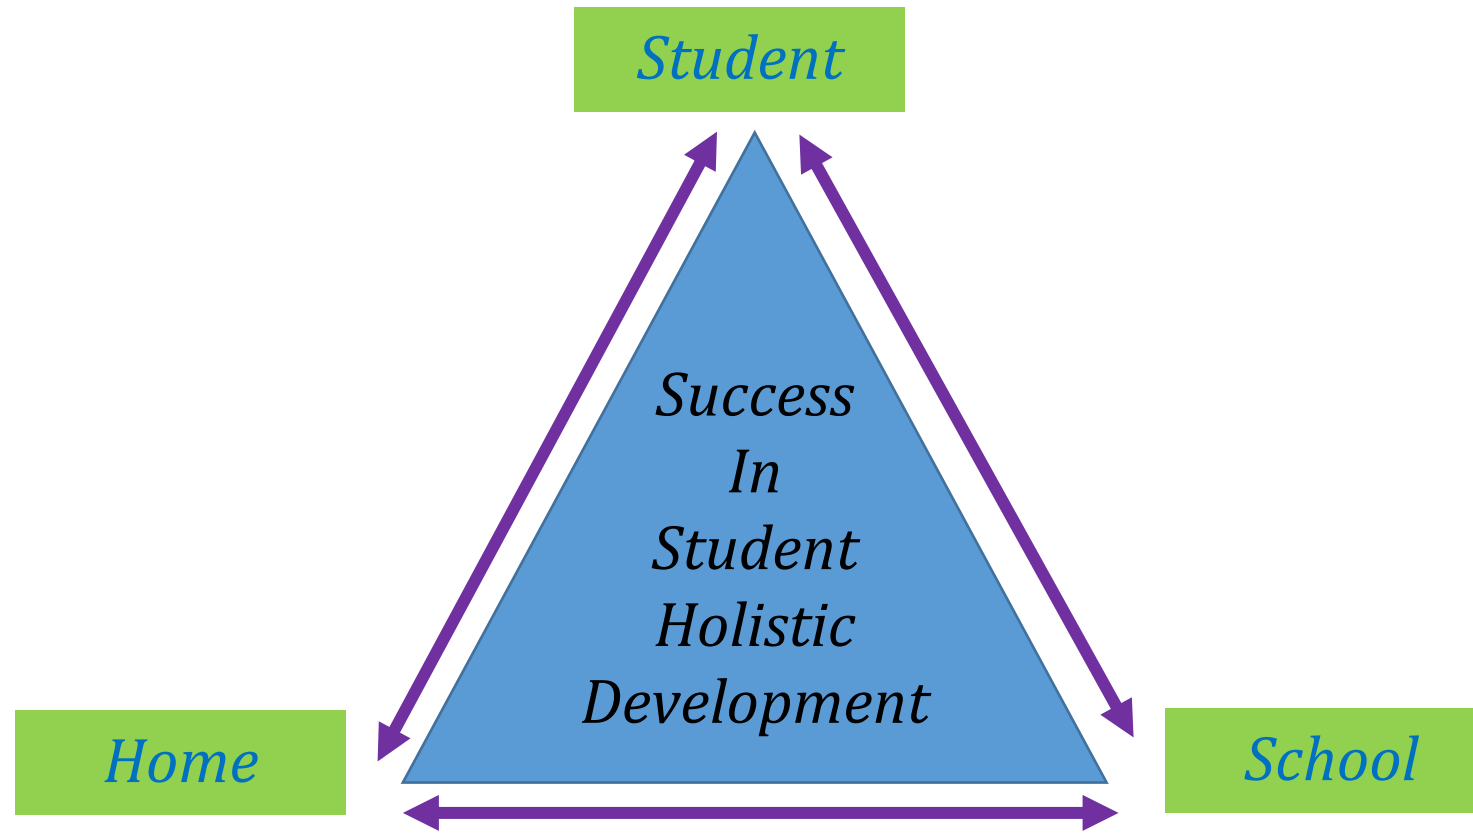 Student
Success
In
Student
Holistic
Development
Home
School